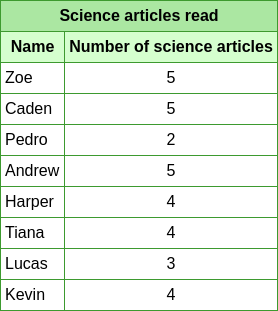 Science articles read
Name Number of science articles
Zoe 5
Caden 5
Pedro 2
Andrew 5
Harper 4
Tiana 4
Lucas 3
Kevin 4